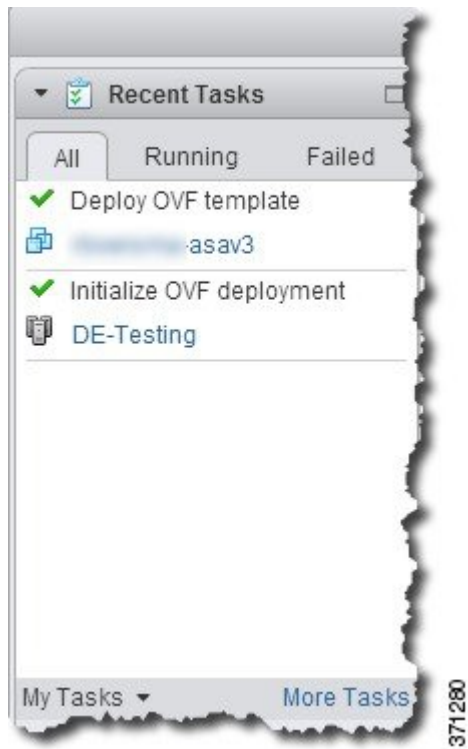 Recent Tasks
All Running Failed
Deploy OVF template
-asav3
Initialize OVF deployment
DE-Testing
My Tasks More Tasks
371280